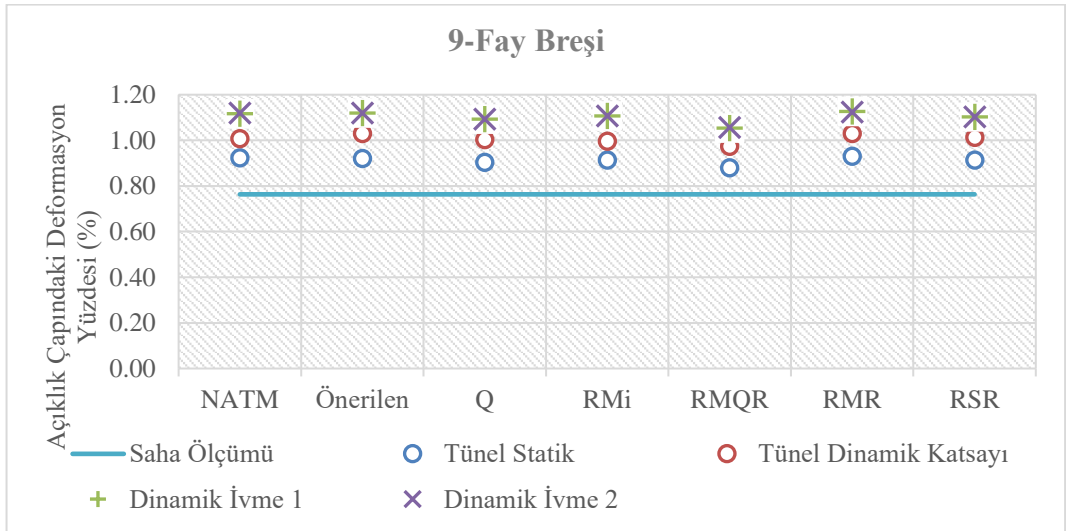 9-Fay Breşi
Açıklık Çapındaki Deformasyon
Yüzdesi (%)
1.20
1.00
0.80
0.60
0.40
0.20
0.00
NATM Önerilen Q RMi RMQR RMR RSR
Saha Ölçümü Tünel Statik Tünel Dinamik Katsayı
Dinamik İvme 1 Dinamik İvme 2